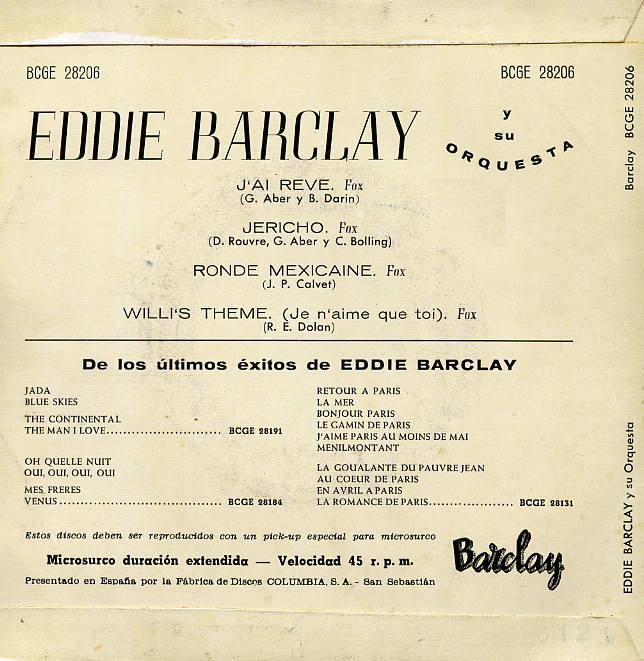 BCGE 28206
BCGE 28206
EDDIE BARCLAY
y
su
ORQUESTA
J'AI REVE. Fox
(G. Aber y B. Darin)
JERICHO. Fox
(D. Rouvre, G. Aber y C. Bolling)
RONDE MEXICAINE. Fox
(J. P. Calvet)
WILLI'S THEME. (Je n'aime que toi). Fox
(R. E. Dolan)
De los últimos éxitos de EDDIE BARCLAY
JADA
BLUE SKIES
THE CONTINENTAL
THE MAN I LOVE........................ BCGE 28191
OH QUELLE NUIT
OUI, OUI, OUI, OUI
MES FRERES
VENUS................................... BCGE 28184
RETOUR A PARIS
LA MER
BONJOUR PARIS
LE GAMIN DE PARIS
J'AIME PARIS AU MOINS DE MAI
MENILMONTANT
LA GOUALANTE DU PAUVRE JEAN
AU COEUR DE PARIS
EN AVRIL A PARIS
LA ROMANCE DE PARIS.................. BCGE 28131
Estos discos deben ser reproducidos con un pick-up especial para microsurco
Microsurco duración extendida — Velocidad 45 r. p. m.
Presentado en España por la Fábrica de Discos COLUMBIA, S. A. - San Sebastián
Barclay
Barclay BCGE 28206
EDDIE BARCLAY y su Orquesta